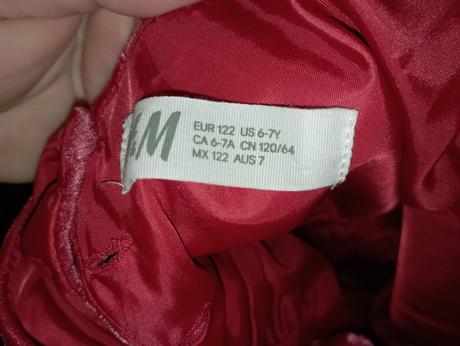 &M
EUR 122 US 6-7Y
CA 6-7A CN 120/64
MX 122 AUS 7